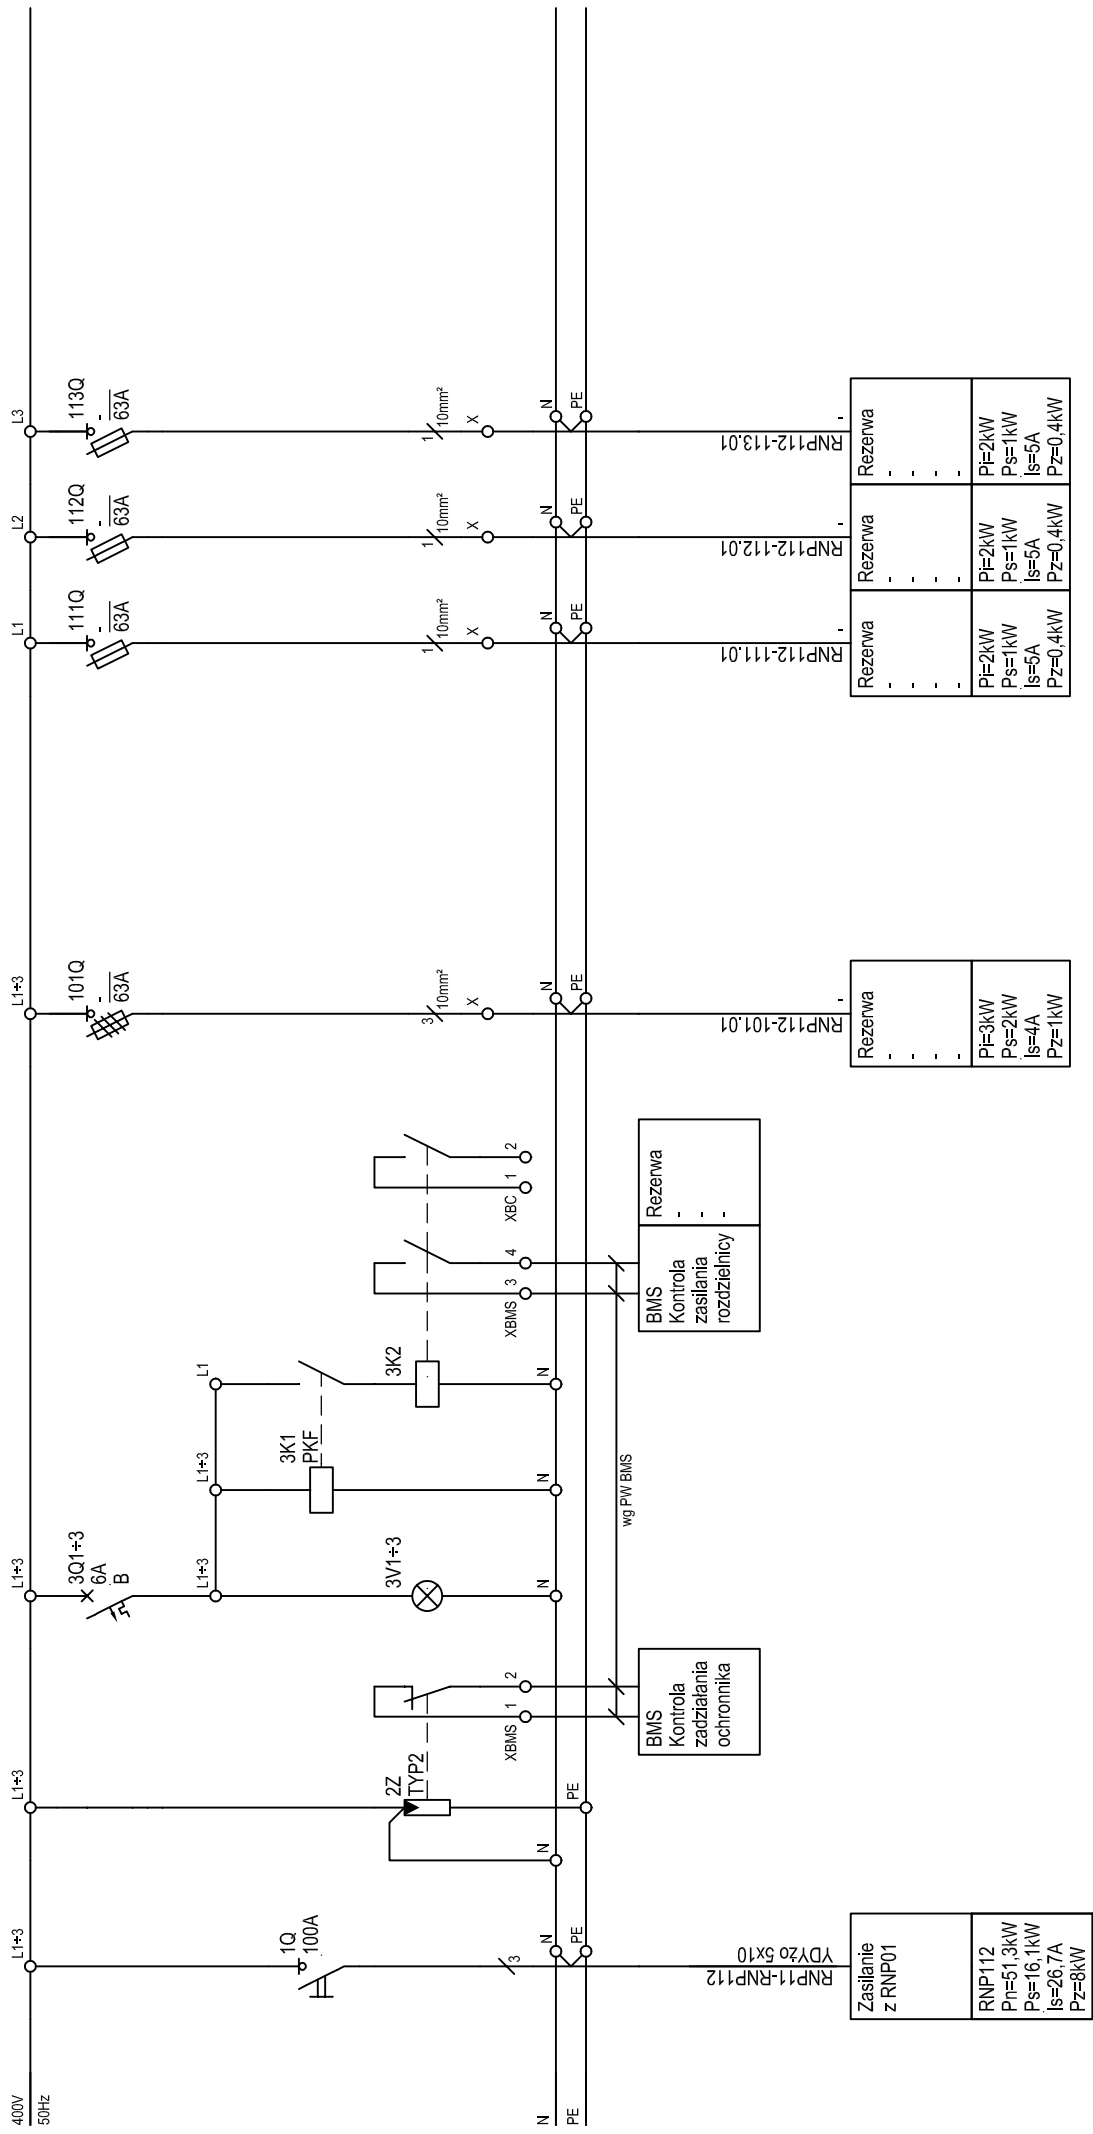 400V
50Hz
N
PE
L1÷3
1Q
100A
3
N
PE
RNP11-RNP112
YDYżo 5x10
Zasilanie
z RNP01
RNP112
Pn=51,3kW
Ps=16,1kW
Is=26,7A
Pz=8kW
L1÷3
2Z
TYP2
N
PE
XBMS
1
2
BMS
Kontrola
zadziałania
ochronnika
L1÷3
3Q1÷3
6A
B
L1÷3
3V1÷3
N
L1÷3
3K1
PKF
N
L1
3K2
N
wg PW BMS
XBMS
3
4
BMS
Kontrola
zasilania
rozdzielnicy
XBC
1
2
Rezerwa
-
-
-
L1÷3
101Q
-
63A
3
10mm²
X
N
PE
RNP112-101.01
-
Rezerwa
-
-
-
-
Pi=3kW
Ps=2kW
Is=4A
Pz=1kW
L1
111Q
-
63A
1
10mm²
X
N
PE
RNP112-111.01
-
Rezerwa
-
-
-
-
Pi=2kW
Ps=1kW
Is=5A
Pz=0,4kW
L2
112Q
-
63A
1
10mm²
X
N
PE
RNP112-112.01
-
Rezerwa
-
-
-
-
Pi=2kW
Ps=1kW
Is=5A
Pz=0,4kW
L3
113Q
-
63A
1
10mm²
X
N
PE
RNP112-113.01
-
Rezerwa
-
-
-
-
Pi=2kW
Ps=1kW
Is=5A
Pz=0,4kW